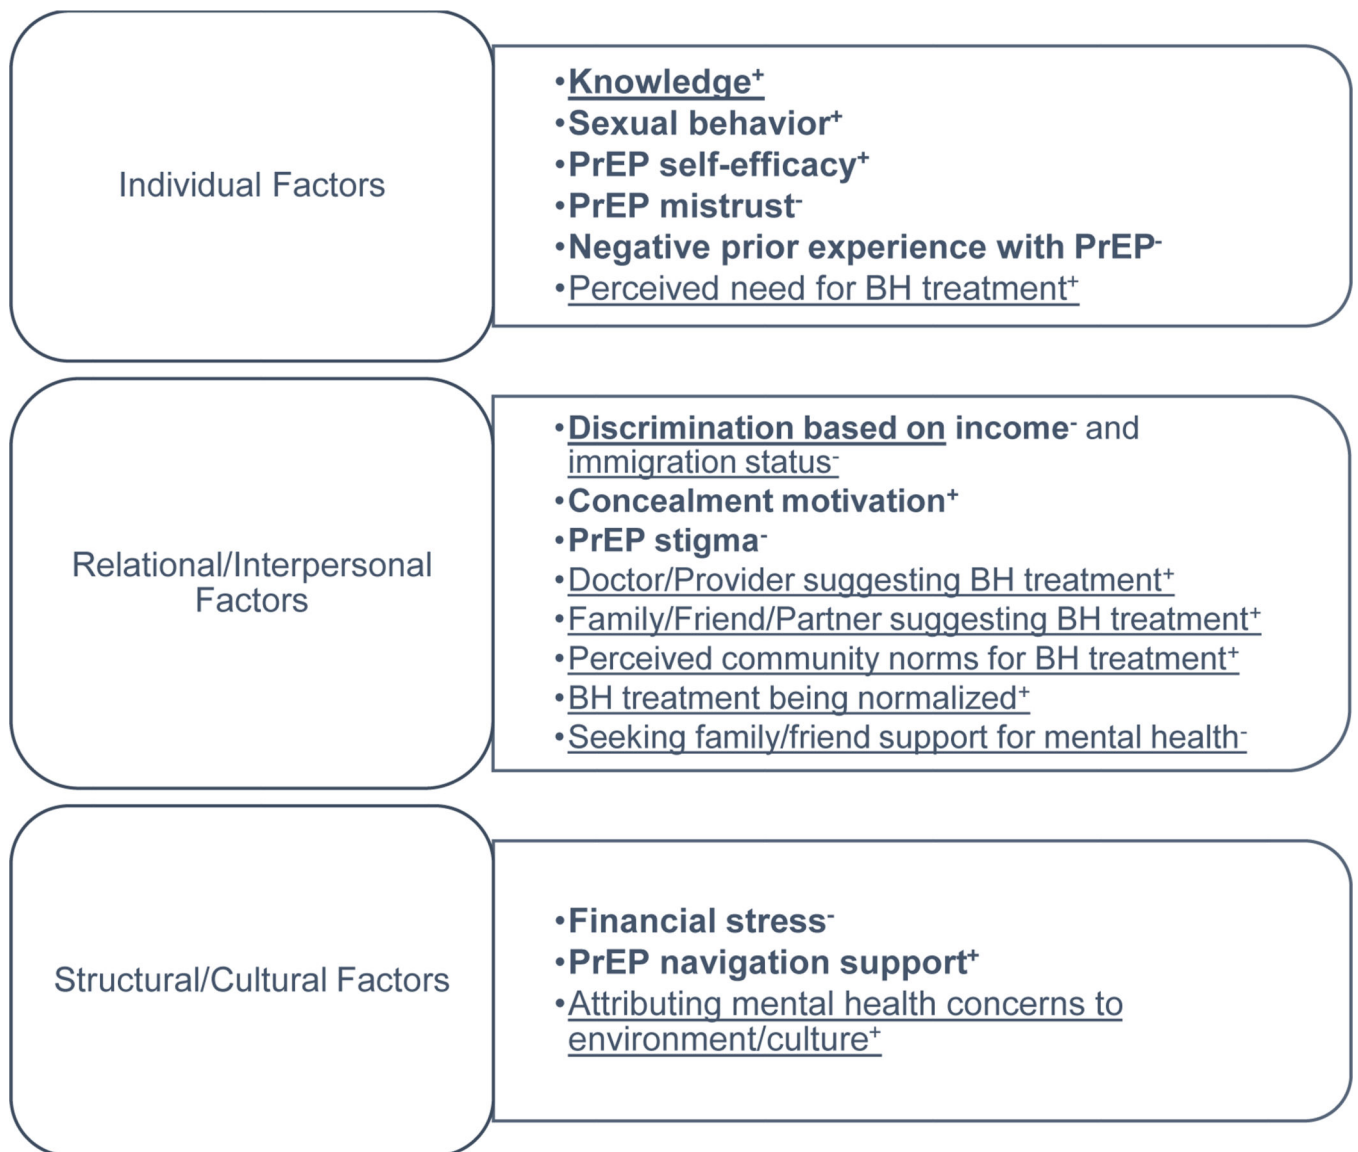 Individual Factors
•Knowledge⁺
•Sexual behavior⁺
•PrEP self-efficacy⁺
•PrEP mistrust⁻
•Negative prior experience with PrEP⁻
•Perceived need for BH treatment⁺
Relational/Interpersonal
Factors
•Discrimination based on income⁻ and
immigration status⁻
•Concealment motivation⁺
•PrEP stigma⁻
•Doctor/Provider suggesting BH treatment⁺
•Family/Friend/Partner suggesting BH treatment⁺
•Perceived community norms for BH treatment⁺
•BH treatment being normalized⁺
•Seeking family/friend support for mental health⁻
Structural/Cultural Factors
•Financial stress⁻
•PrEP navigation support⁺
•Attributing mental health concerns to
environment/culture⁺